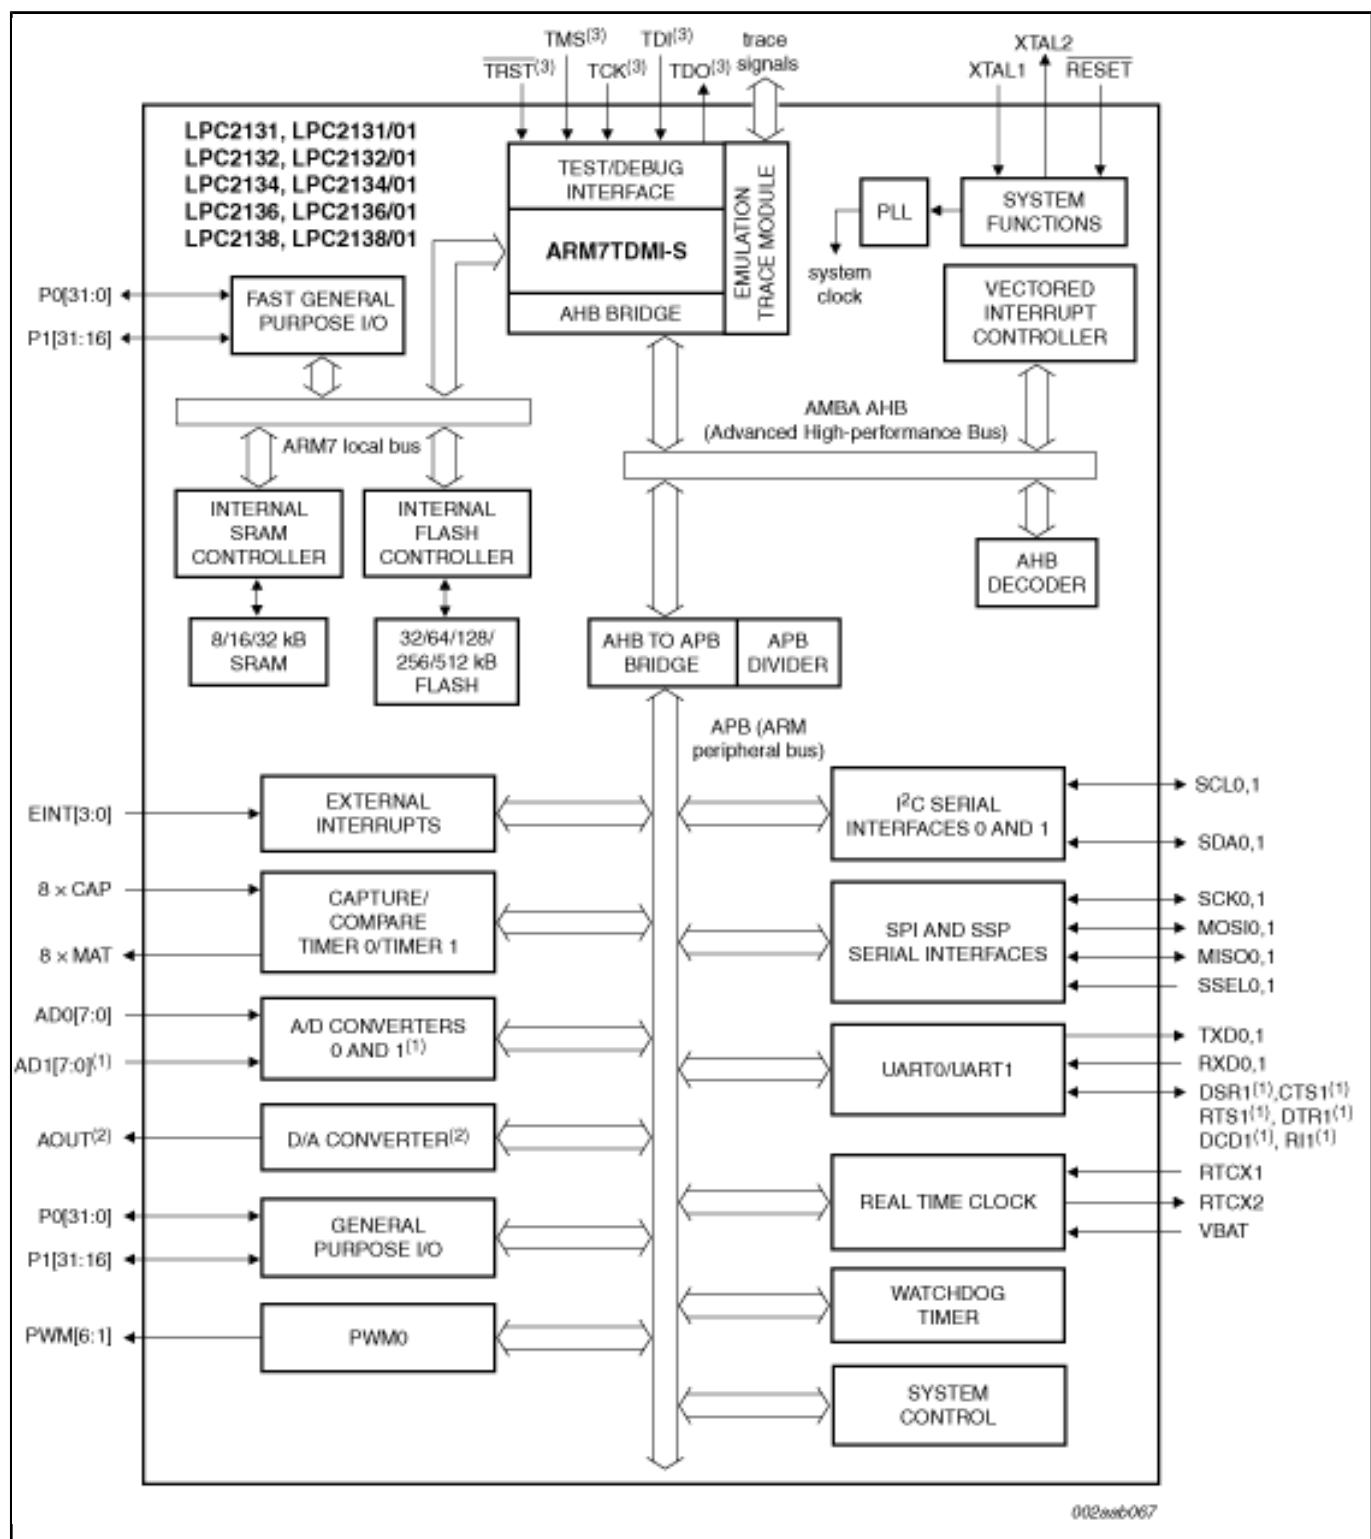 TMS(3) TDI(3) trace signals
TRST(3) TCK(3) TDO(3)
XTAL2
XTAL1 RESET
LPC2131, LPC2131/01
LPC2132, LPC2132/01
LPC2134, LPC2134/01
LPC2136, LPC2136/01
LPC2138, LPC2138/01
TEST/DEBUG
INTERFACE
ARM7TDMI-S
AHB BRIDGE
EMULATION
TRACE MODULE
PLL
SYSTEM
FUNCTIONS
system
clock
VECTORED
INTERRUPT
CONTROLLER
P0[31:0]
P1[31:16]
FAST GENERAL
PURPOSE I/O
ARM7 local bus
AMBA AHB
(Advanced High-performance Bus)
INTERNAL
SRAM
CONTROLLER
INTERNAL
FLASH
CONTROLLER
AHB
DECODER
8/16/32 kB
SRAM
32/64/128/
256/512 kB
FLASH
AHB TO APB
BRIDGE
APB
DIVIDER
APB (ARM
peripheral bus)
EINT[3:0]
EXTERNAL
INTERRUPTS
I2C SERIAL
INTERFACES 0 AND 1
SCL0,1
SDA0,1
8 × CAP
8 × MAT
CAPTURE/
COMPARE
TIMER 0/TIMER 1
SPI AND SSP
SERIAL INTERFACES
SCK0,1
MOSI0,1
MISO0,1
SSEL0,1
AD0[7:0]
AD1[7:0](1)
A/D CONVERTERS
0 AND 1(1)
UART0/UART1
TXD0,1
RXD0,1
DSR1(1),CTS1(1)
RTS1(1), DTR1(1)
DCD1(1), RI1(1)
AOUT(2)
D/A CONVERTER(2)
REAL TIME CLOCK
RTCX1
RTCX2
VBAT
P0[31:0]
P1[31:16]
GENERAL
PURPOSE I/O
WATCHDOG
TIMER
PWM[6:1]
PWM0
SYSTEM
CONTROL
002aab067